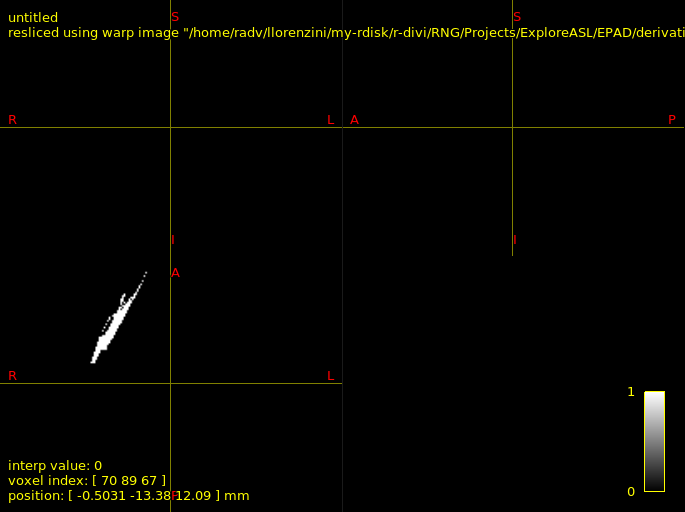 untitled
resliced using warp image "/home/radv/llorenzini/my-rdisk/r-divi/RNG/Projects/ExploreASL/EPAD/derivati
S
S
R
L
A
P
I
I
A
R
L
1
0
interp value: 0
voxel index: [ 70 89 67 ]
position: [ -0.5031 -13.38 12.09 ] mm